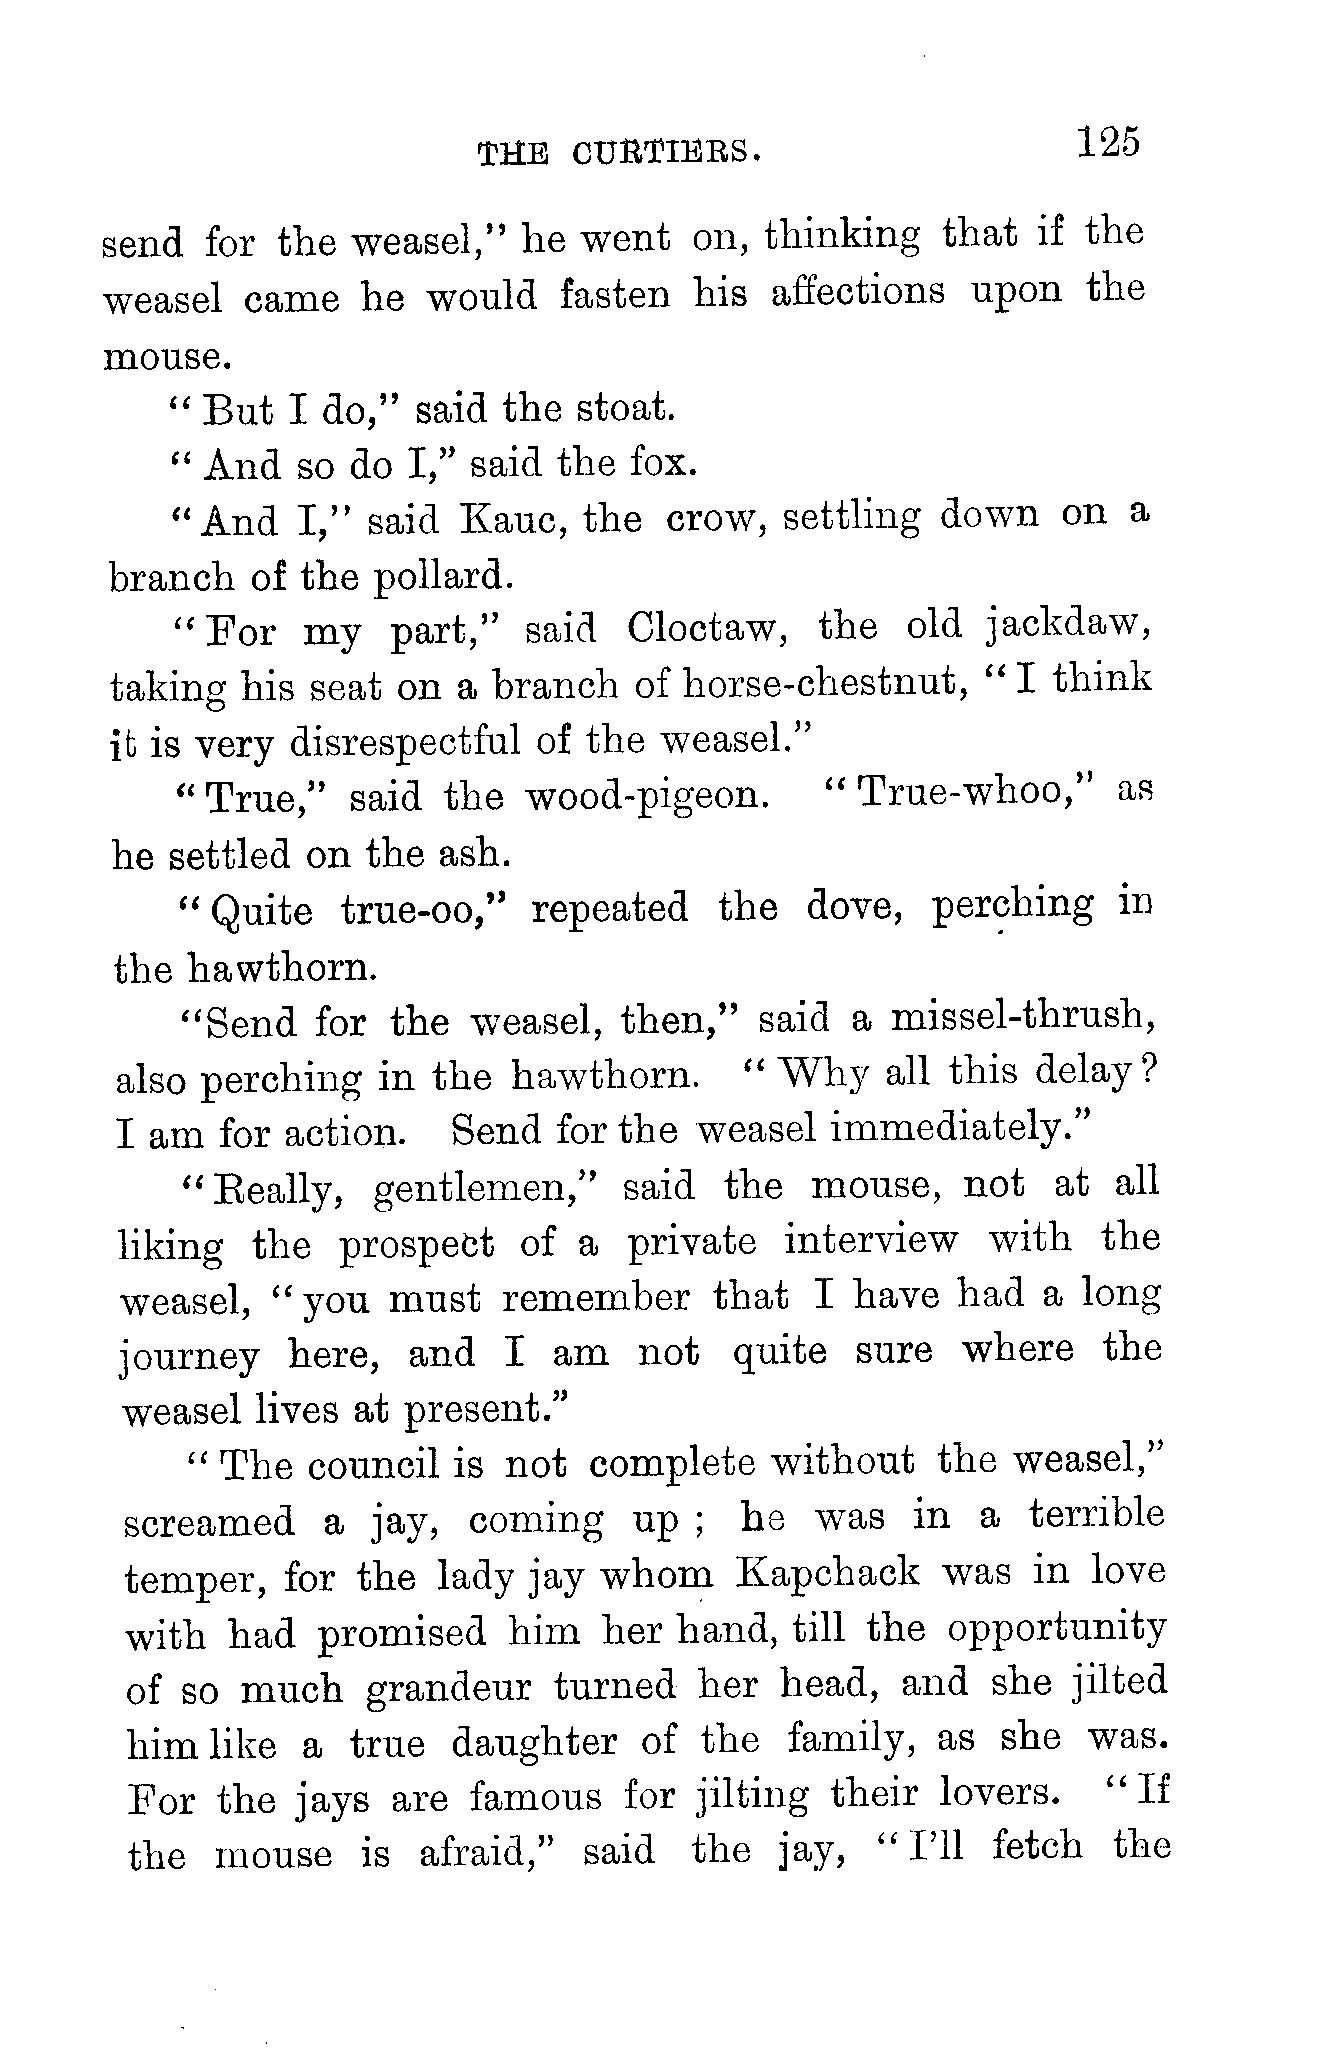 THE CURTIERS. 125
send for the weasel,” he went on, thinking that if the
weasel came he would fasten his affections upon the
mouse.
“But I do,” said the stoat.
“And so do I,” said the fox.
“And I,” said Kauc, the crow, settling down on a
branch of the pollard.
“For my part,” said Cloctaw, the old jackdaw,
taking his seat on a branch of horse-chestnut, “I think
it is very disrespectful of the weasel.”
“True,” said the wood-pigeon. “True-whoo,” as
he settled on the ash.
“Quite true-oo,” repeated the dove, perching in
the hawthorn.
“Send for the weasel, then,” said a missel-thrush,
also perching in the hawthorn. “Why all this delay?
I am for action. Send for the weasel immediately.”
“Really, gentlemen,” said the mouse, not at all
liking the prospect of a private interview with the
weasel, “you must remember that I have had a long
journey here, and I am not quite sure where the
weasel lives at present.”
“The council is not complete without the weasel,”
screamed a jay, coming up; he was in a terrible
temper, for the lady jay whom Kapchack was in love
with had promised him her hand, till the opportunity
of so much grandeur turned her head, and she jilted
him like a true daughter of the family, as she was.
For the jays are famous for jilting their lovers. “If
the mouse is afraid,” said the jay, “I’ll fetch the